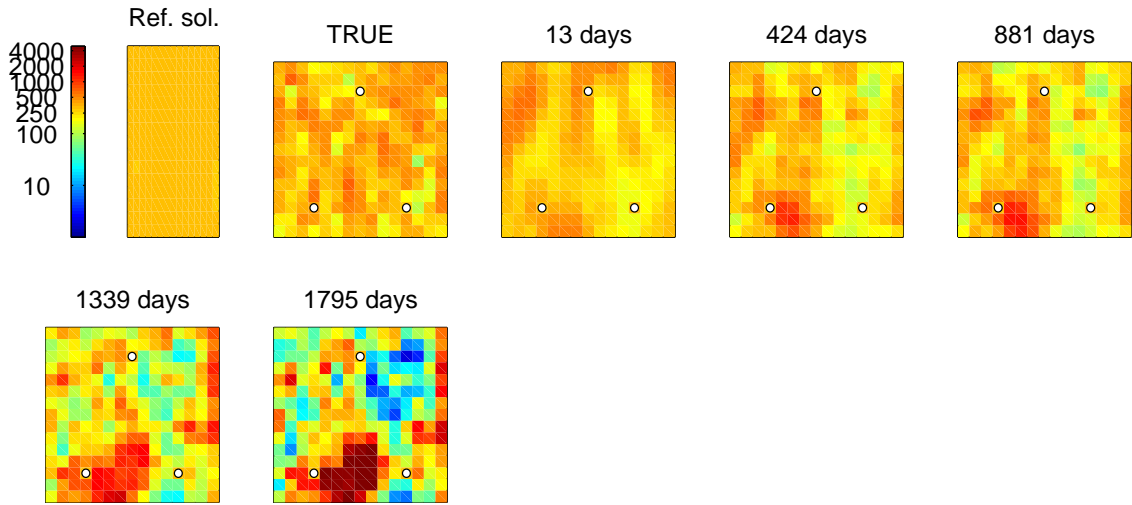 Ref. sol.
TRUE
13 days
424 days
881 days
4000
2000
1000
500
250
100
10
1339 days
1795 days